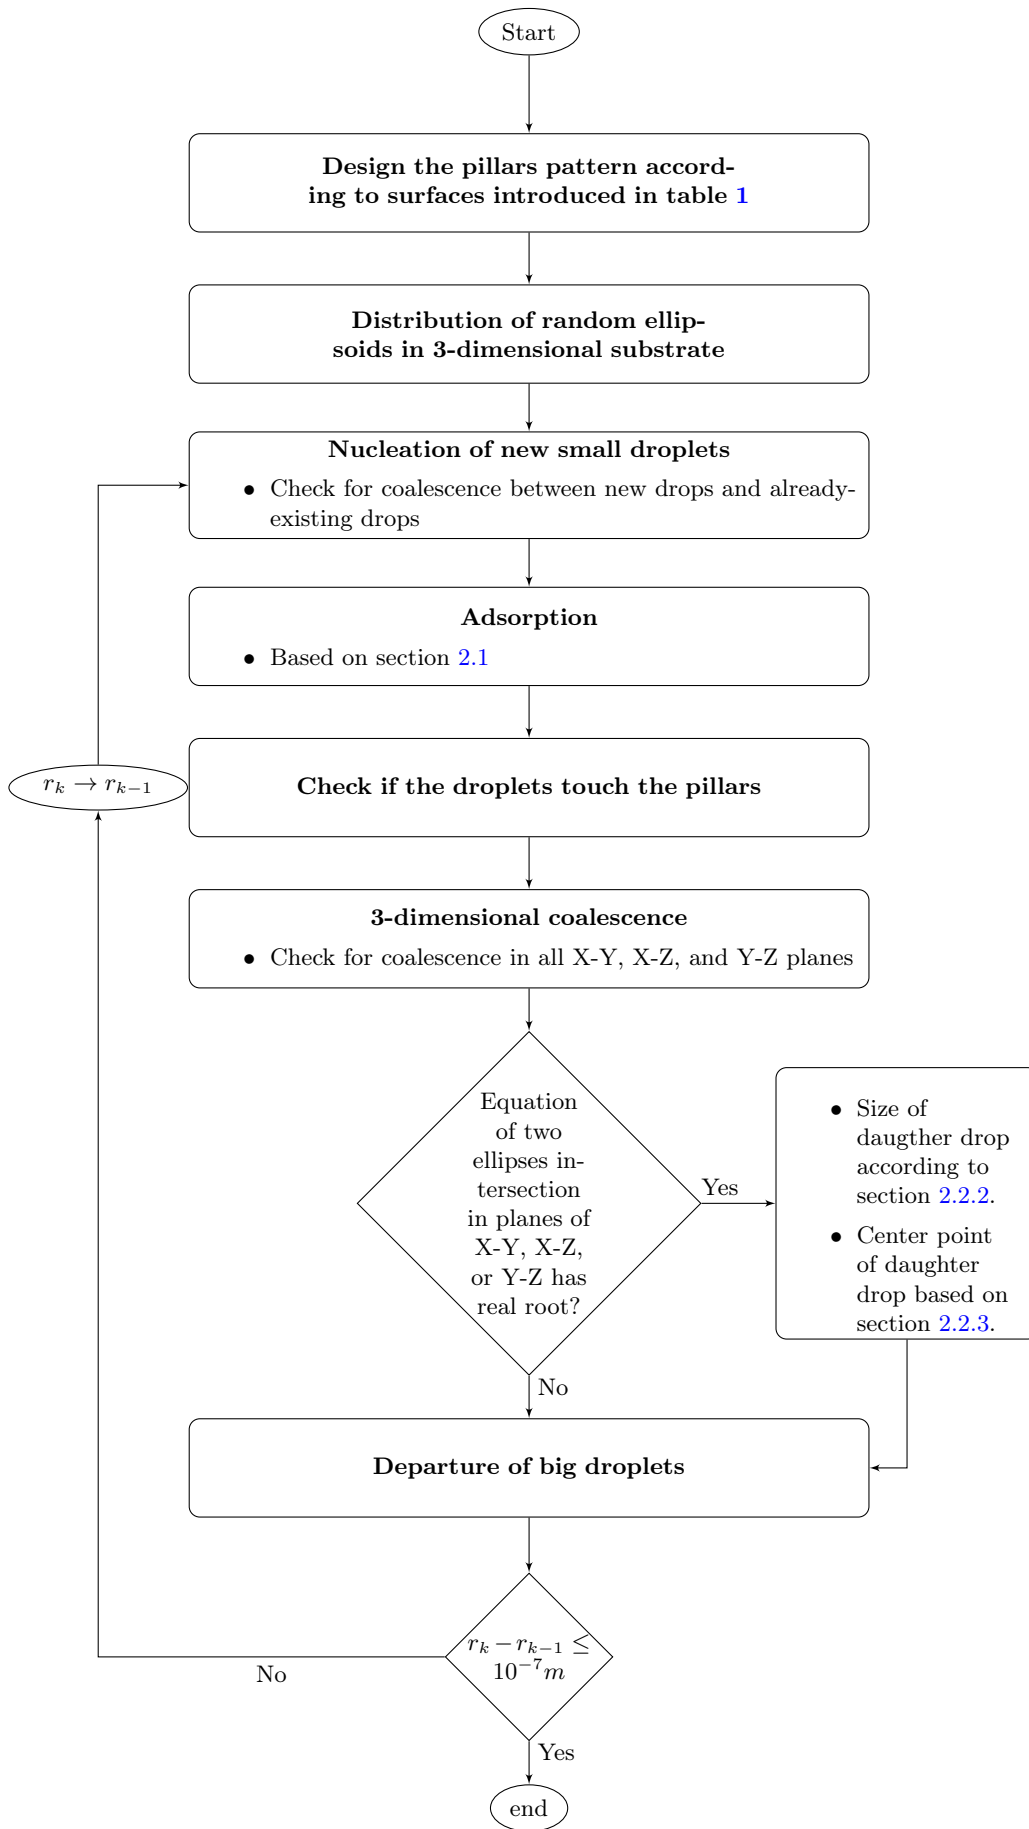 Start
Design the pillars pattern accord-
ing to surfaces introduced in table 1
Distribution of random ellip-
soids in 3-dimensional substrate
Nucleation of new small droplets
• Check for coalescence between new drops and already-
existing drops
Adsorption
• Based on section 2.1
r_k → r_{k−1}
Check if the droplets touch the pillars
3-dimensional coalescence
• Check for coalescence in all X-Y, X-Z, and Y-Z planes
Equation
of two
ellipses in-
tersection
in planes of
X-Y, X-Z,
or Y-Z has
real root?
Yes
• Size of
daugther drop
according to
section 2.2.2.
• Center point
of daughter
drop based on
section 2.2.3.
No
Departure of big droplets
r_k − r_{k−1} ≤
10^{−7}m
No
Yes
end